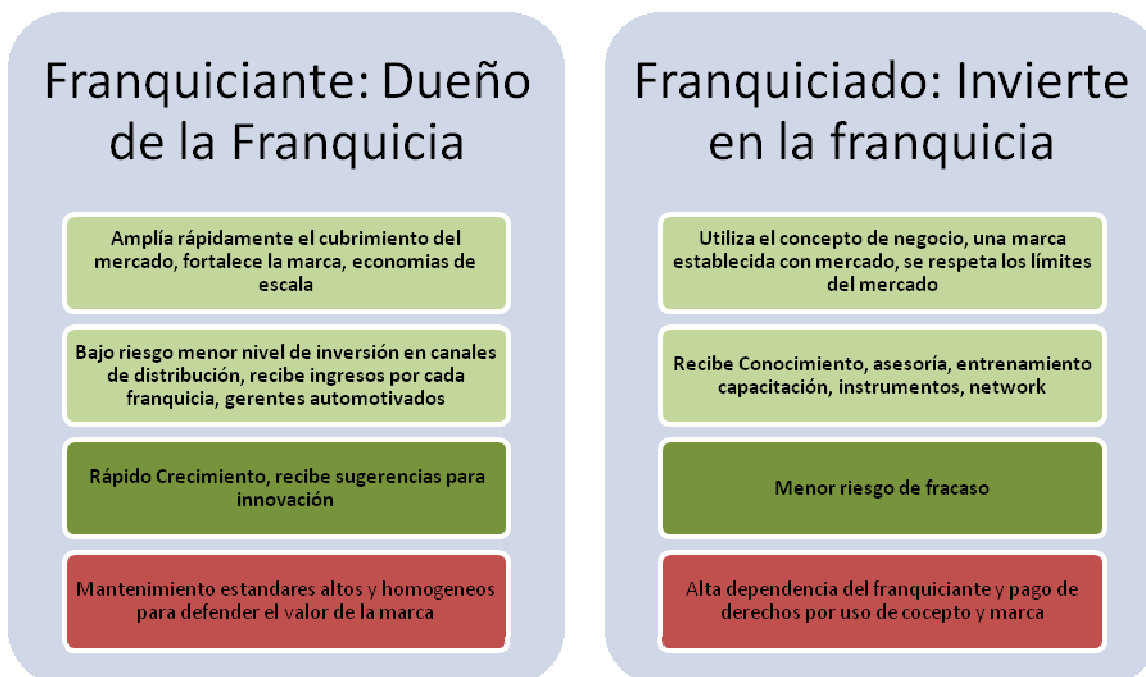 Franquiciante: Dueño
de la Franquicia
Amplía rápidamente el cubrimiento del
mercado, fortalece la marca, economias de
escala
Bajo riesgo menor nivel de inversión en canales
de distribución, recibe ingresos por cada
franquicia, gerentes automotivados
Rápido Crecimiento, recibe sugerencias para
innovación
Mantenimiento estandares altos y homogeneos
para defender el valor de la marca
Franquiciado: Invierte
en la franquicia
Utiliza el concepto de negocio, una marca
establecida con mercado, se respeta los límites
del mercado
Recibe Conocimiento, asesoría, entrenamiento
capacitación, instrumentos, network
Menor riesgo de fracaso
Alta dependencia del franquiciante y pago de
derechos por uso de cocepto y marca